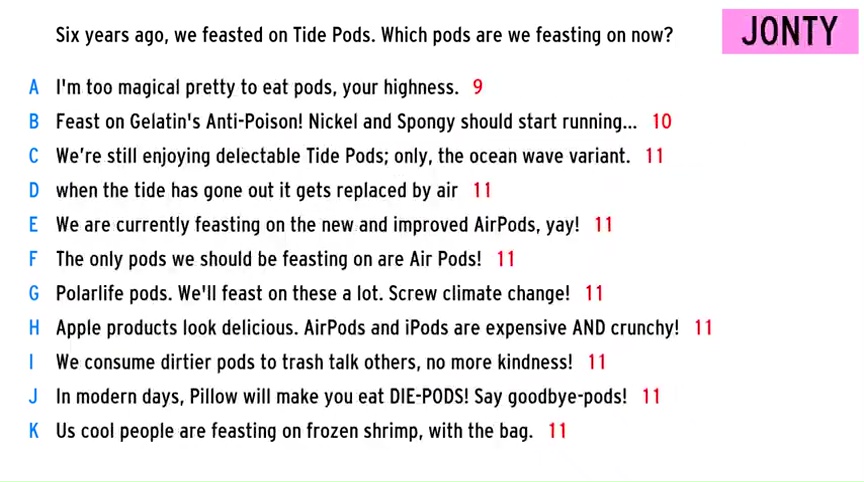 Six years ago, we feasted on Tide Pods. Which pods are we feasting on now?
JONTY
A I'm too magical pretty to eat pods, your highness. 9
B Feast on Gelatin's Anti-Poison! Nickel and Spongy should start running... 10
C We’re still enjoying delectable Tide Pods; only, the ocean wave variant. 11
D when the tide has gone out it gets replaced by air 11
E We are currently feasting on the new and improved AirPods, yay! 11
F The only pods we should be feasting on are Air Pods! 11
G Polarlife pods. We'll feast on these a lot. Screw climate change! 11
H Apple products look delicious. AirPods and iPods are expensive AND crunchy! 11
I We consume dirtier pods to trash talk others, no more kindness! 11
J In modern days, Pillow will make you eat DIE-PODS! Say goodbye-pods! 11
K Us cool people are feasting on frozen shrimp, with the bag. 11